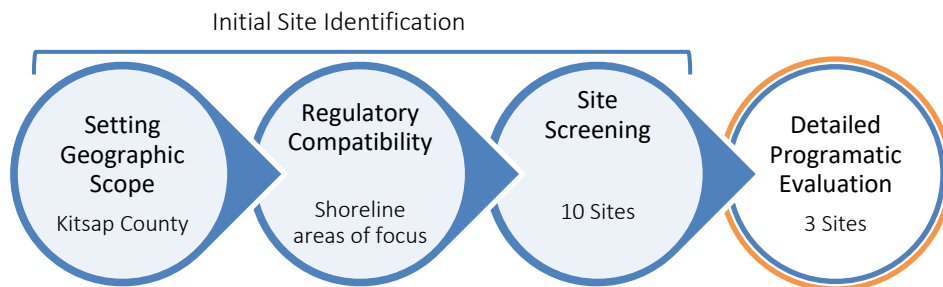 Initial Site Identification
Setting
Geographic
Scope
Kitsap County
Regulatory
Compatibility
Shoreline
areas of focus
Site
Screening
10 Sites
Detailed
Programatic
Evaluation
3 Sites